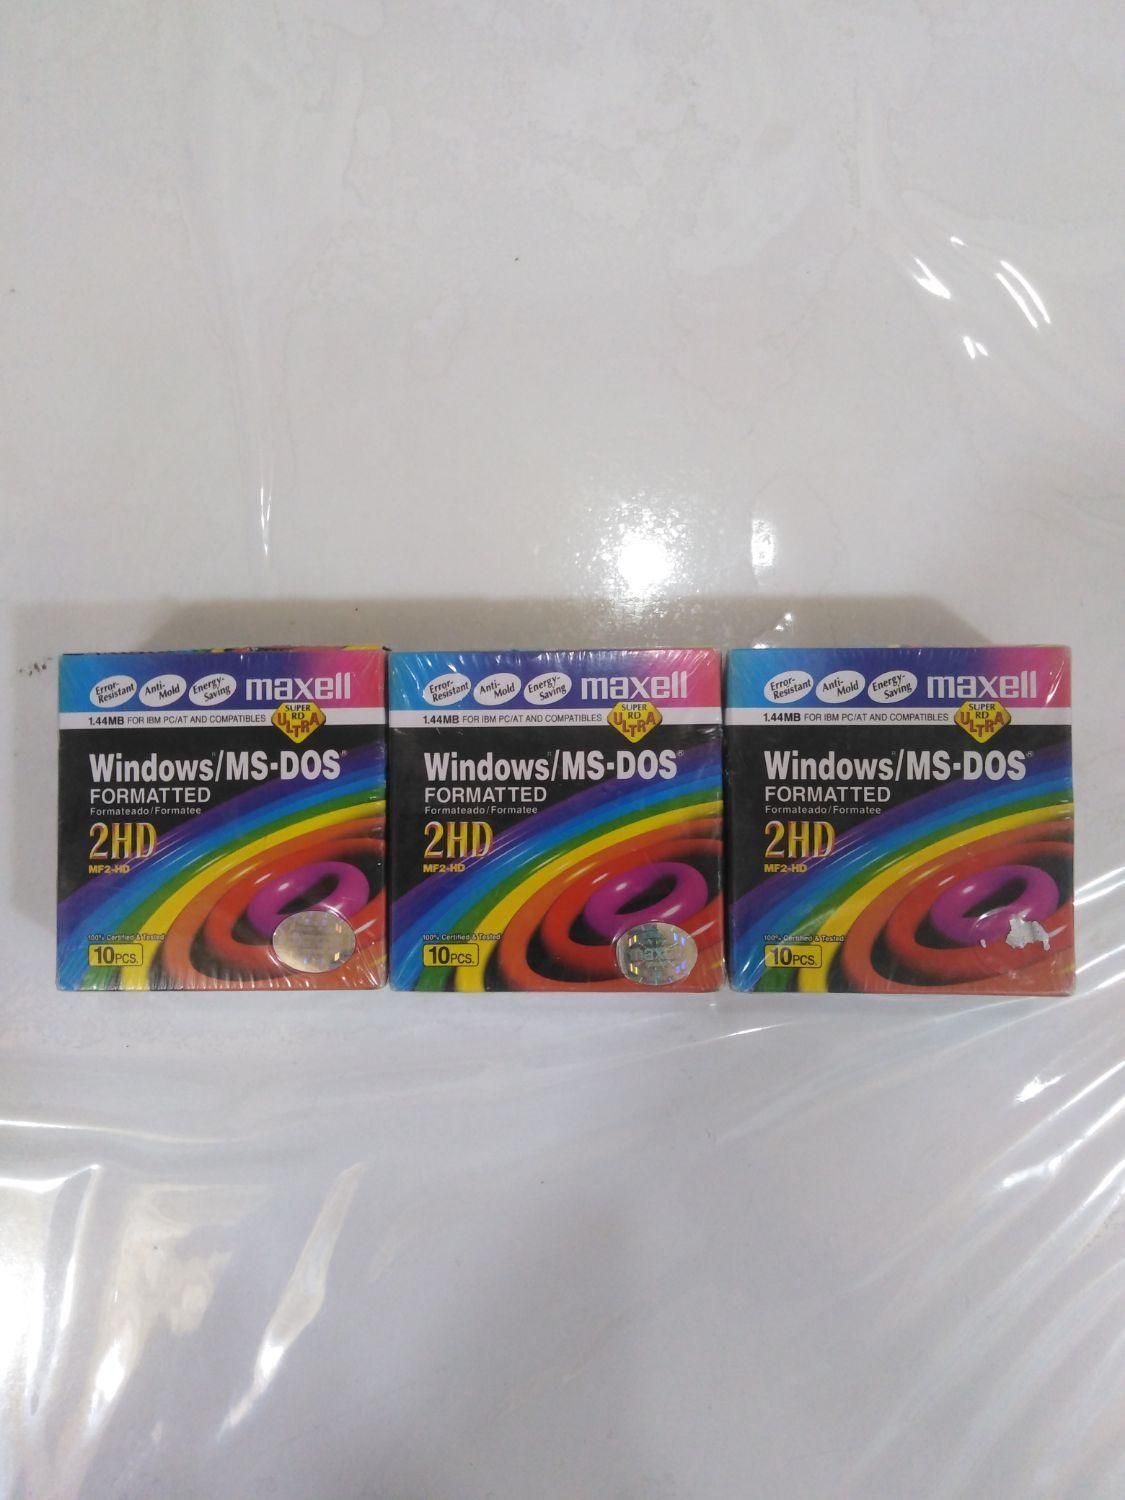 Error-Resistant Anti-Mold Energy-Saving maxell
1.44MB FOR IBM PC/AT AND COMPATIBLES
SUPER
RD
ULTRA
Windows®/MS-DOS®
FORMATTED
Formateado/Formatee
2HD
MF2-HD
100% Certified & Tested
10PCS.
Error-Resistant Anti-Mold Energy-Saving maxell
1.44MB FOR IBM PC/AT AND COMPATIBLES
SUPER
RD
ULTRA
Windows®/MS-DOS®
FORMATTED
Formateado/Formatee
2HD
MF2-HD
100% Certified & Tested
10PCS.
maxell
Error-Resistant Anti-Mold Energy-Saving maxell
1.44MB FOR IBM PC/AT AND COMPATIBLES
SUPER
RD
ULTRA
Windows®/MS-DOS®
FORMATTED
Formateado/Formatee
2HD
MF2-HD
100% Certified & Tested
10PCS.